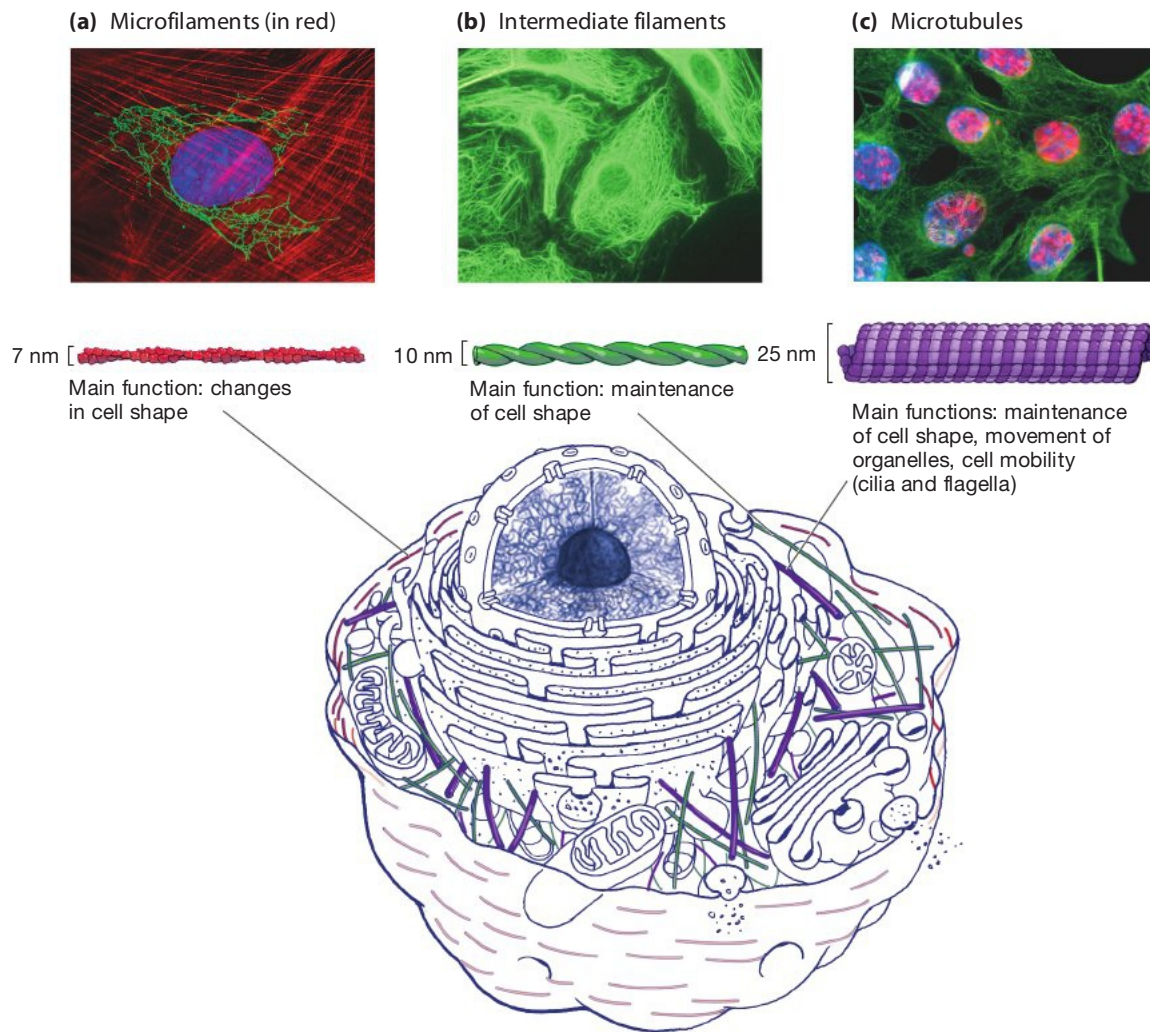 (a) Microfilaments (in red)
(b) Intermediate filaments
(c) Microtubules
7 nm
Main function: changes
in cell shape
10 nm
Main function: maintenance
of cell shape
25 nm
Main functions: maintenance
of cell shape, movement of
organelles, cell mobility
(cilia and flagella)